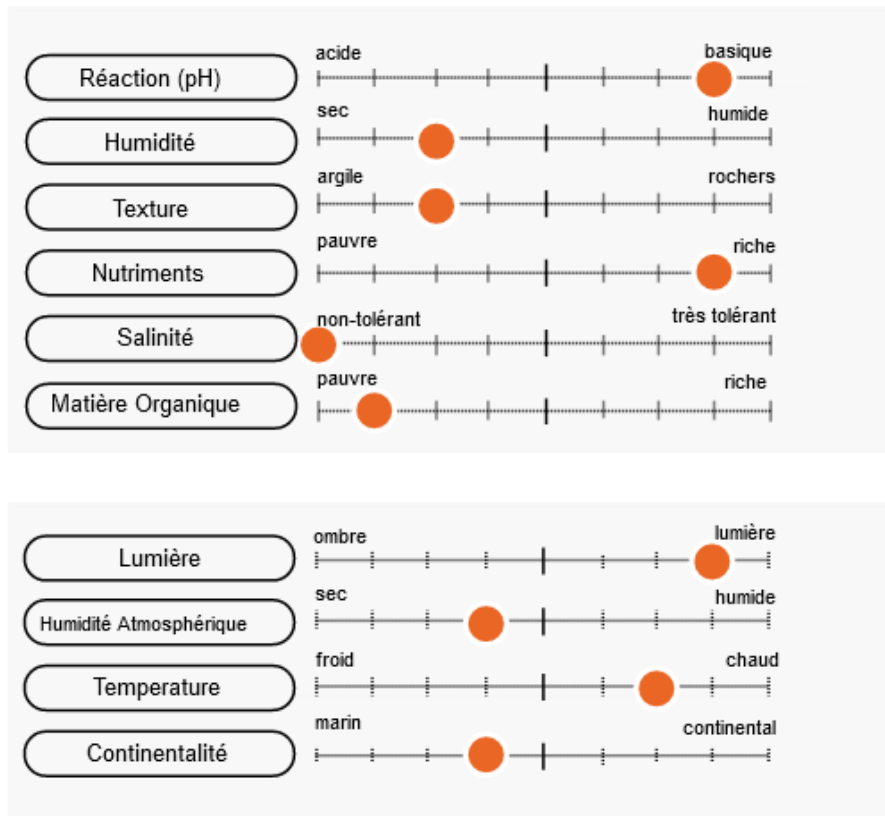 acide basique
Réaction (pH)
sec humide
Humidité
argile rochers
Texture
pauvre riche
Nutriments
non-tolérant très tolérant
Salinité
pauvre riche
Matière Organique
ombre lumière
Lumière
sec humide
Humidité Atmosphérique
froid chaud
Temperature
marin continental
Continentalité